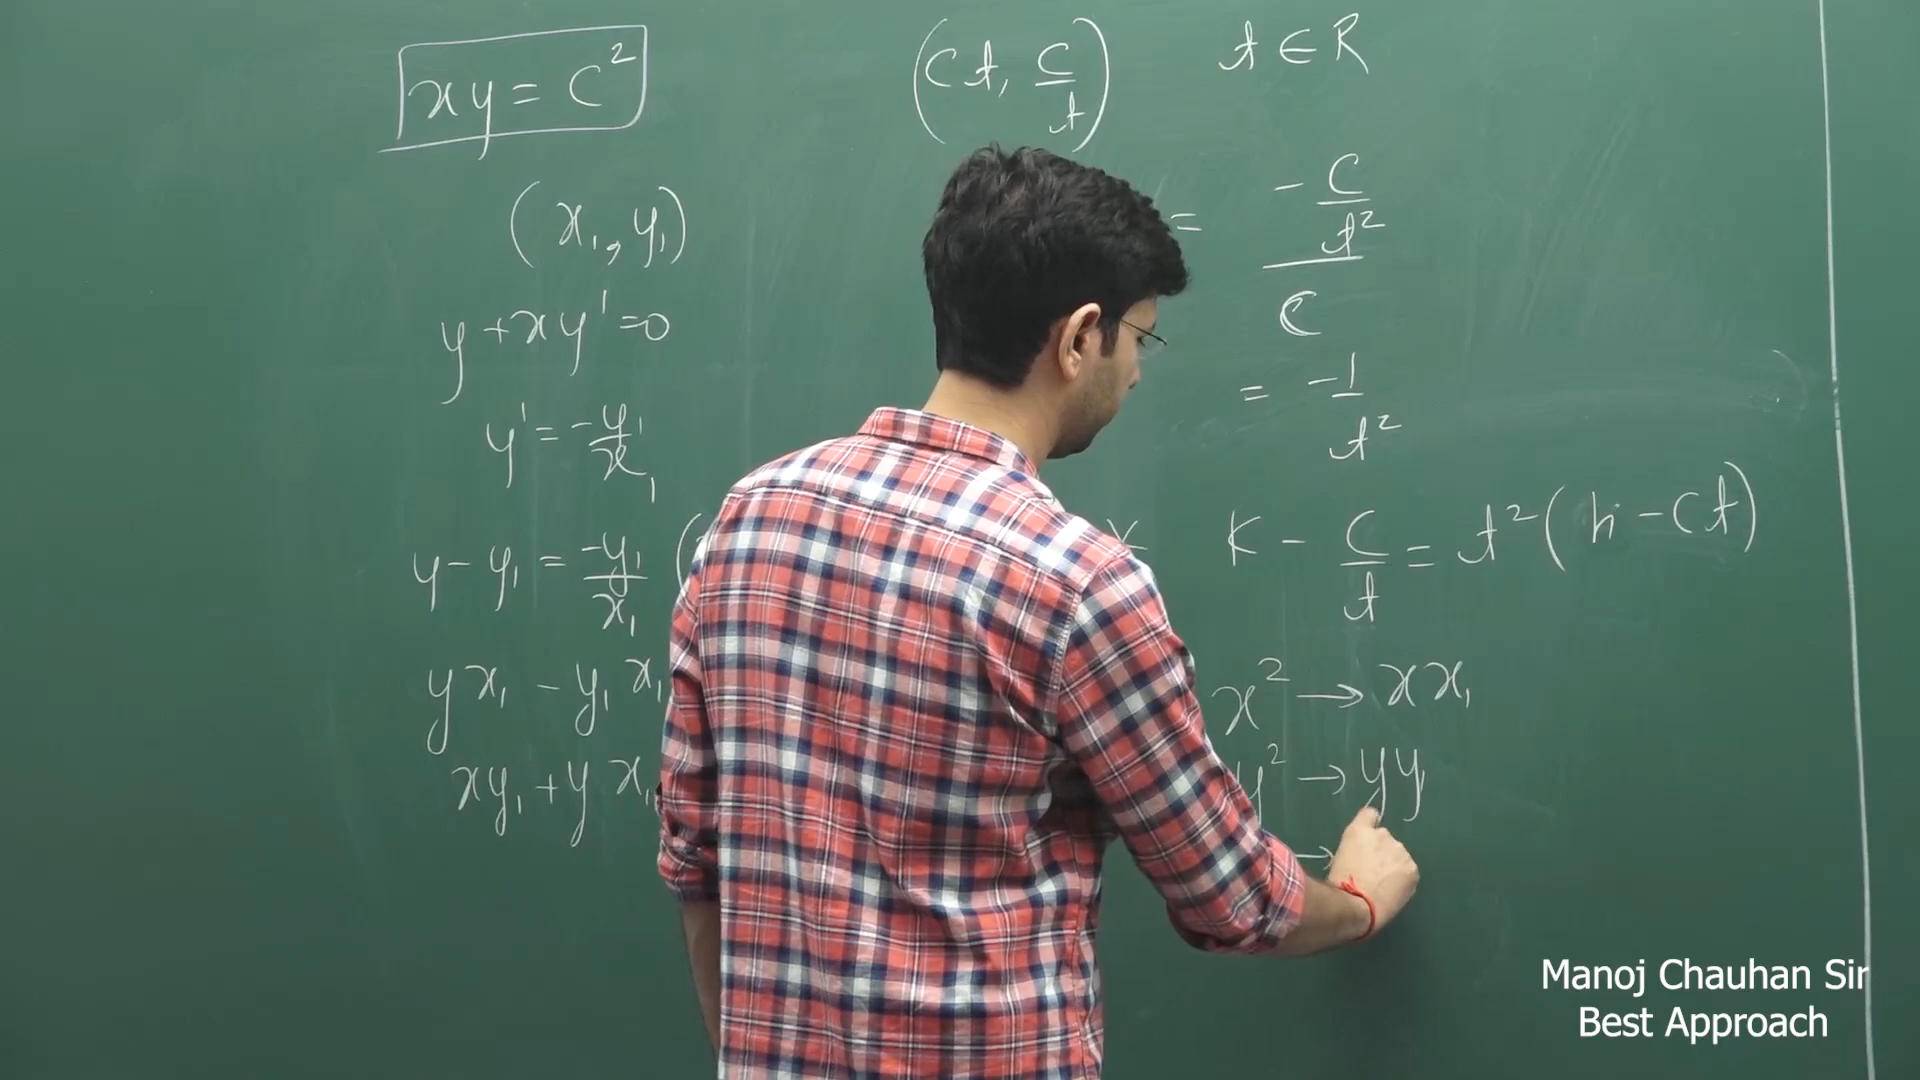 xy = c²
(ct, c/t) t ∈ R
(x₁, y₁)
= -c/t² / c
y + xy' = 0
y' = -y₁/x₁
= -1/t²
y - y₁ = -y₁/x₁ (
K - c/t = t² (h - ct)
yx₁ - y₁x₁
x² → xx₁
xy₁ + yx₁
y² → yy₁
→
Manoj Chauhan Sir
Best Approach